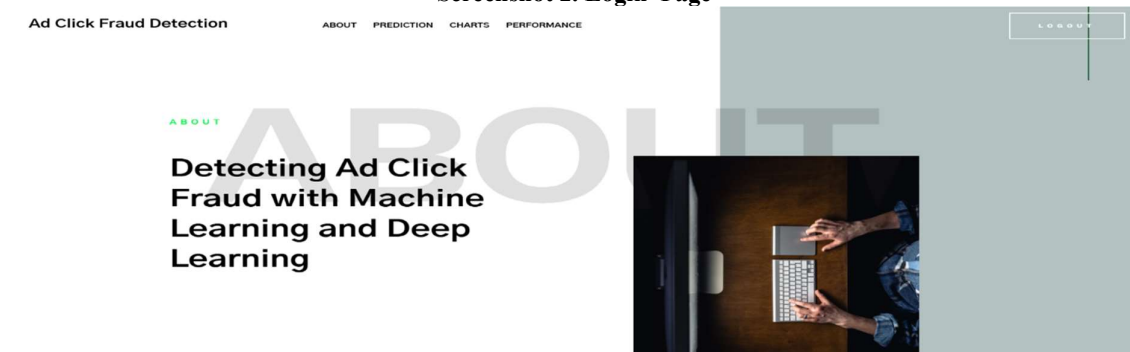 Screenshot 2: Login Page
Ad Click Fraud Detection ABOUT PREDICTION CHARTS PERFORMANCE LOGOUT
ABOUT
ABOUT
Detecting Ad Click
Fraud with Machine
Learning and Deep
Learning